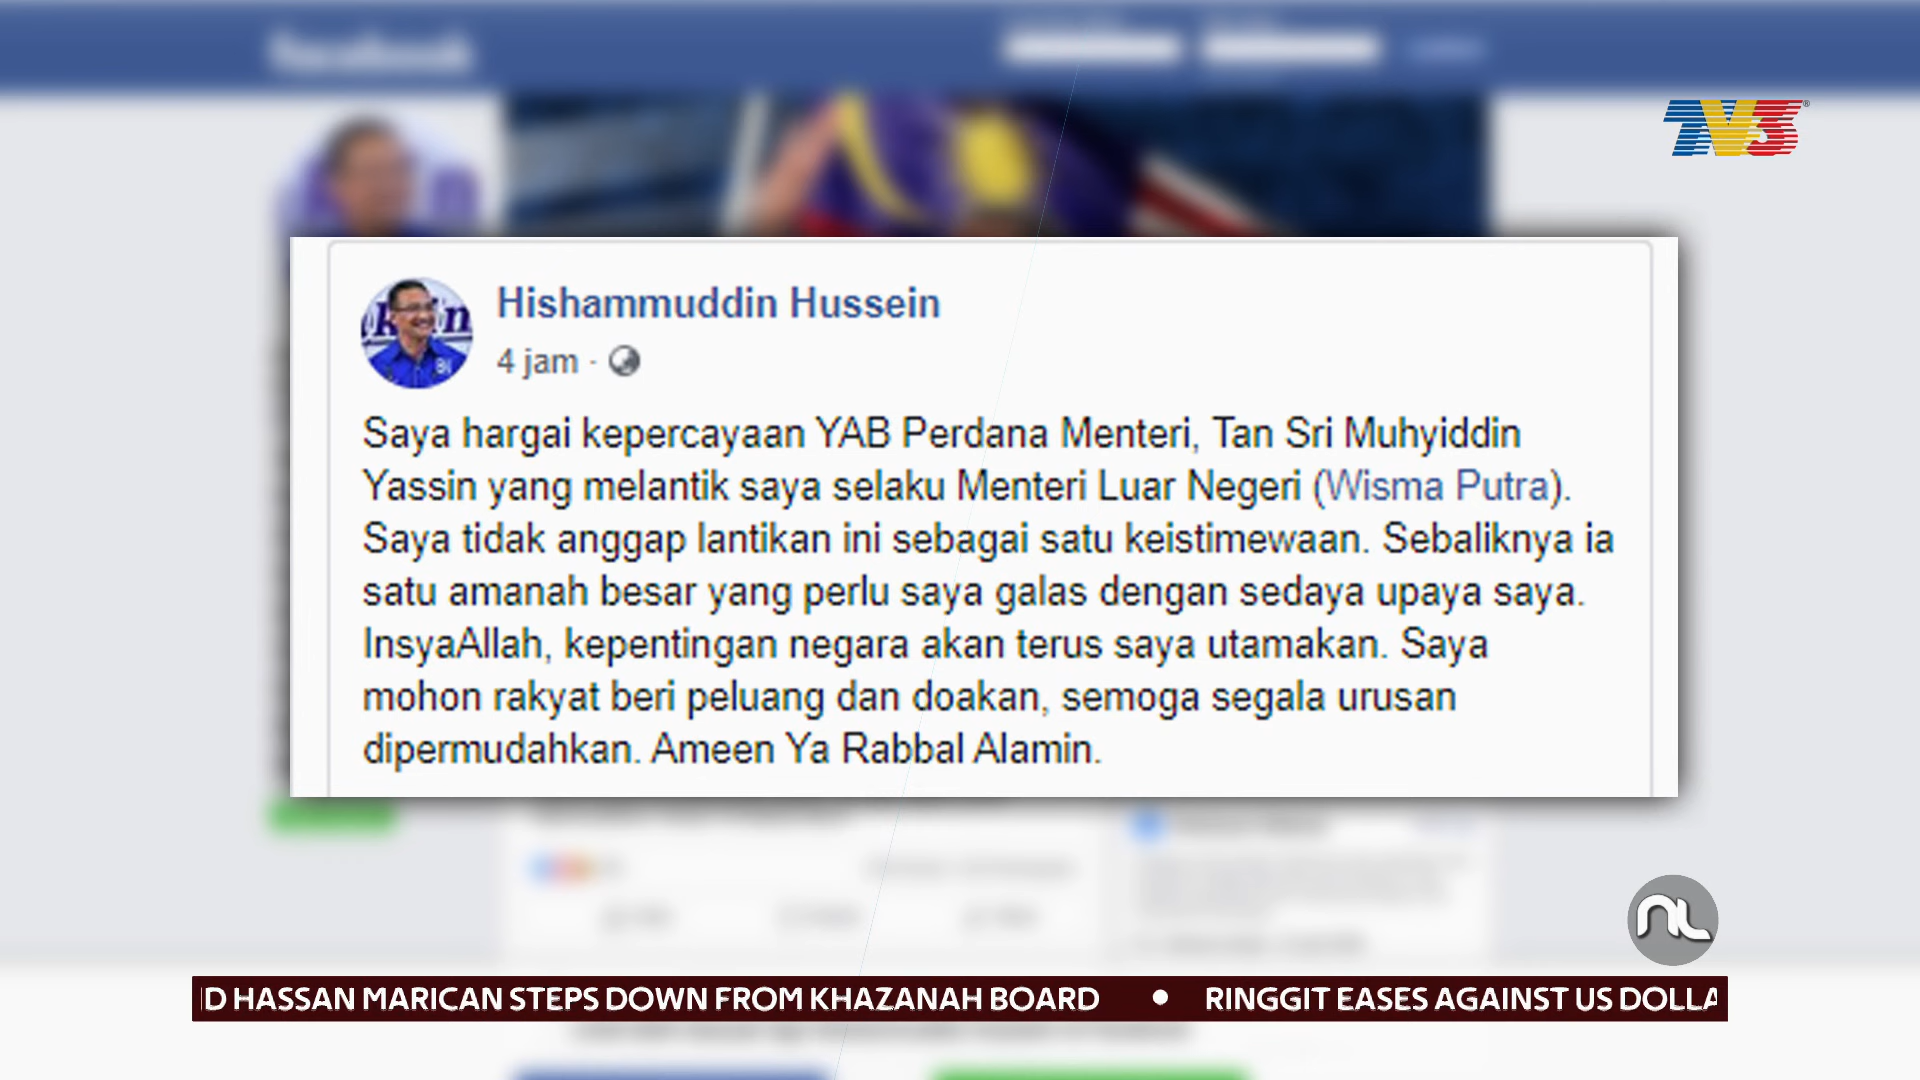 facebook
TV3
Hishammuddin Hussein
4 jam ·
Saya hargai kepercayaan YAB Perdana Menteri, Tan Sri Muhyiddin
Yassin yang melantik saya selaku Menteri Luar Negeri (Wisma Putra).
Saya tidak anggap lantikan ini sebagai satu keistimewaan. Sebaliknya ia
satu amanah besar yang perlu saya galas dengan sedaya upaya saya.
InsyaAllah, kepentingan negara akan terus saya utamakan. Saya
mohon rakyat beri peluang dan doakan, semoga segala urusan
dipermudahkan. Ameen Ya Rabbal Alamin.
NL
D HASSAN MARICAN STEPS DOWN FROM KHAZANAH BOARD • RINGGIT EASES AGAINST US DOLLA